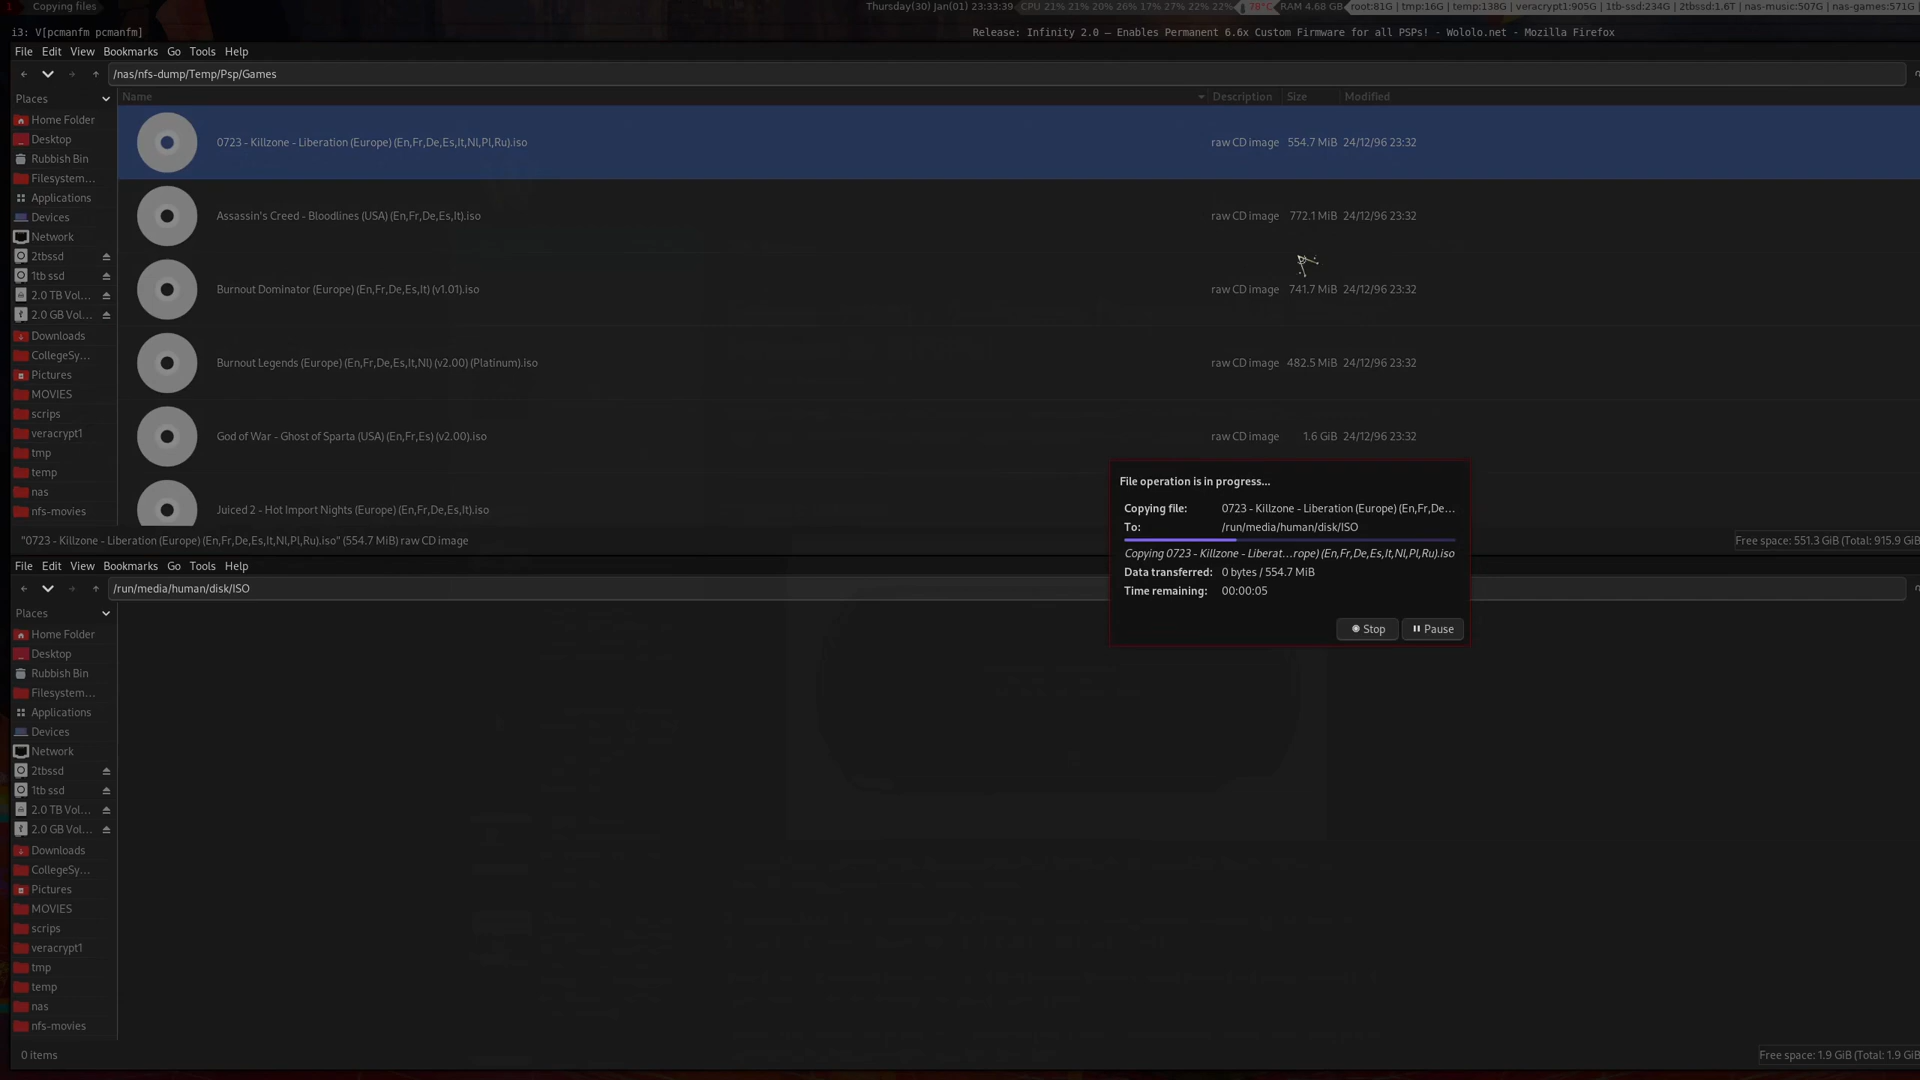 1 Copying files
Thursday(30) Jan(01) 23:33:39 CPU 21% 21% 20% 26% 17% 27% 22% 22% 78°C RAM 4.68 GB root:81G | tmp:16G | temp:138G | veracrypt1:905G | 1tb-ssd:234G | 2tbssd:1.6T | nas-music:507G | nas-games:571G
i3: V[pcmanfm pcmanfm]
Release: Infinity 2.0 — Enables Permanent 6.6x Custom Firmware for all PSPs! - Wololo.net - Mozilla Firefox
File Edit View Bookmarks Go Tools Help
/nas/nfs-dump/Temp/Psp/Games
Places
Name Description Size Modified
Home Folder
Desktop
Rubbish Bin
Filesystem...
Applications
Devices
Network
2tbssd
1tb ssd
2.0 TB Vol...
2.0 GB Vol...
Downloads
CollegeSy...
Pictures
MOVIES
scrips
veracrypt1
tmp
temp
nas
nfs-movies
0723 - Killzone - Liberation (Europe) (En,Fr,De,Es,It,Nl,Pl,Ru).iso raw CD image 554.7 MiB 24/12/96 23:32
Assassin's Creed - Bloodlines (USA) (En,Fr,De,Es,It).iso raw CD image 772.1 MiB 24/12/96 23:32
Burnout Dominator (Europe) (En,Fr,De,Es,It) (v1.01).iso raw CD image 741.7 MiB 24/12/96 23:32
Burnout Legends (Europe) (En,Fr,De,Es,It,Nl) (v2.00) (Platinum).iso raw CD image 482.5 MiB 24/12/96 23:32
God of War - Ghost of Sparta (USA) (En,Fr,Es) (v2.00).iso raw CD image 1.6 GiB 24/12/96 23:32
Juiced 2 - Hot Import Nights (Europe) (En,Fr,De,Es,It).iso
"0723 - Killzone - Liberation (Europe) (En,Fr,De,Es,It,Nl,Pl,Ru).iso" (554.7 MiB) raw CD image
Free space: 551.3 GiB (Total: 915.9 GiB
File operation is in progress...
Copying file: 0723 - Killzone - Liberation (Europe) (En,Fr,De...
To: /run/media/human/disk/ISO
Copying 0723 - Killzone - Liberat...rope) (En,Fr,De,Es,It,Nl,Pl,Ru).iso
Data transferred: 0 bytes / 554.7 MiB
Time remaining: 00:00:05
Stop Pause
File Edit View Bookmarks Go Tools Help
/run/media/human/disk/ISO
Places
Home Folder
Desktop
Rubbish Bin
Filesystem...
Applications
Devices
Network
2tbssd
1tb ssd
2.0 TB Vol...
2.0 GB Vol...
Downloads
CollegeSy...
Pictures
MOVIES
scrips
veracrypt1
tmp
temp
nas
nfs-movies
0 items
Free space: 1.9 GiB (Total: 1.9 GiB